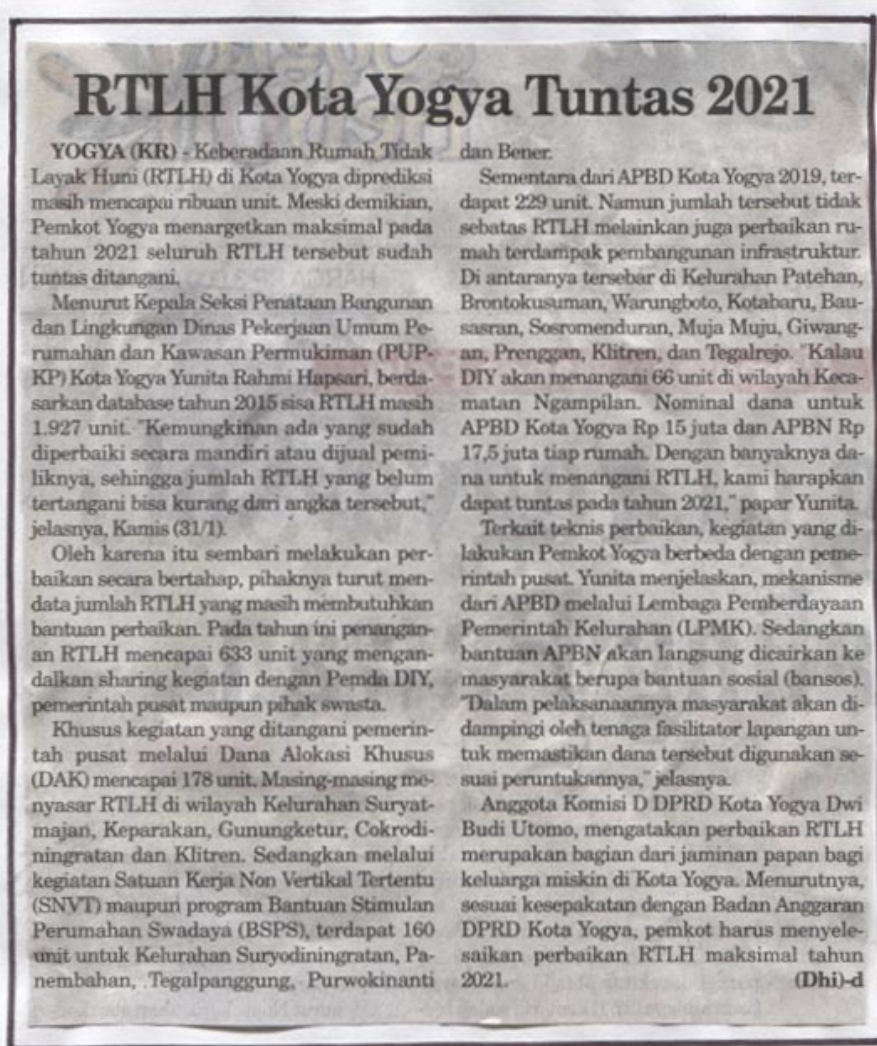 RTLH Kota Yogya Tuntas 2021
YOGYA (KR) - Keberadaan Rumah Tidak
Layak Huni (RTLH) di Kota Yogya diprediksi
masih mencapai ribuan unit. Meski demikian,
Pemkot Yogya menargetkan maksimal pada
tahun 2021 seluruh RTLH tersebut sudah
tuntas ditangani.
Menurut Kepala Seksi Penataan Bangunan
dan Lingkungan Dinas Pekerjaan Umum Pe-
rumahan dan Kawasan Permukiman (PUP-
KP) Kota Yogya Yunita Rahmi Hapsari, berda-
sarkan database tahun 2015 sisa RTLH masih
1.927 unit. "Kemungkinan ada yang sudah
diperbaiki secara mandiri atau dijual pemi-
liknya, sehingga jumlah RTLH yang belum
tertangani bisa kurang dari angka tersebut,"
jelasnya, Kamis (31/1).
Oleh karena itu sembari melakukan per-
baikan secara bertahap, pihaknya turut men-
data jumlah RTLH yang masih membutuhkan
bantuan perbaikan. Pada tahun ini penangan-
an RTLH mencapai 633 unit yang mengan-
dalkan sharing kegiatan dengan Pemda DIY,
pemerintah pusat maupun pihak swasta.
Khusus kegiatan yang ditangani pemerin-
tah pusat melalui Dana Alokasi Khusus
(DAK) mencapai 178 unit. Masing-masing me-
nyasar RTLH di wilayah Kelurahan Suryat-
majan, Keparakan, Gunungketur, Cokrodi-
ningratan dan Klitren. Sedangkan melalui
kegiatan Satuan Kerja Non Vertikal Tertentu
(SNVT) maupun program Bantuan Stimulan
Perumahan Swadaya (BSPS), terdapat 160
unit untuk Kelurahan Suryodiningratan, Pa-
nembahan, Tegalpanggung, Purwokinanti
dan Bener.
Sementara dari APBD Kota Yogya 2019, ter-
dapat 229 unit. Namun jumlah tersebut tidak
sebatas RTLH melainkan juga perbaikan ru-
mah terdampak pembangunan infrastruktur.
Di antaranya tersebar di Kelurahan Patehan,
Brontokusuman, Warungboto, Kotabaru, Bau-
sasran, Sosromenduran, Muja Muju, Giwang-
an, Prenggan, Klitren, dan Tegalrejo. "Kalau
DIY akan menangani 66 unit di wilayah Keca-
matan Ngampilan. Nominal dana untuk
APBD Kota Yogya Rp 15 juta dan APBN Rp
17,5 juta tiap rumah. Dengan banyaknya da-
na untuk menangani RTLH, kami harapkan
dapat tuntas pada tahun 2021," papar Yunita.
Terkait teknis perbaikan, kegiatan yang di-
lakukan Pemkot Yogya berbeda dengan peme-
rintah pusat. Yunita menjelaskan, mekanisme
dari APBD melalui Lembaga Pemberdayaan
Pemerintah Kelurahan (LPMK). Sedangkan
bantuan APBN akan langsung dicairkan ke
masyarakat berupa bantuan sosial (bansos).
"Dalam pelaksanaannya masyarakat akan di-
dampingi oleh tenaga fasilitator lapangan un-
tuk memastikan dana tersebut digunakan se-
suai peruntukannya," jelasnya.
Anggota Komisi D DPRD Kota Yogya Dwi
Budi Utomo, mengatakan perbaikan RTLH
merupakan bagian dari jaminan papan bagi
keluarga miskin di Kota Yogya. Menurutnya,
sesuai kesepakatan dengan Badan Anggaran
DPRD Kota Yogya, pemkot harus menyele-
saikan perbaikan RTLH maksimal tahun
2021. (Dhi)-d